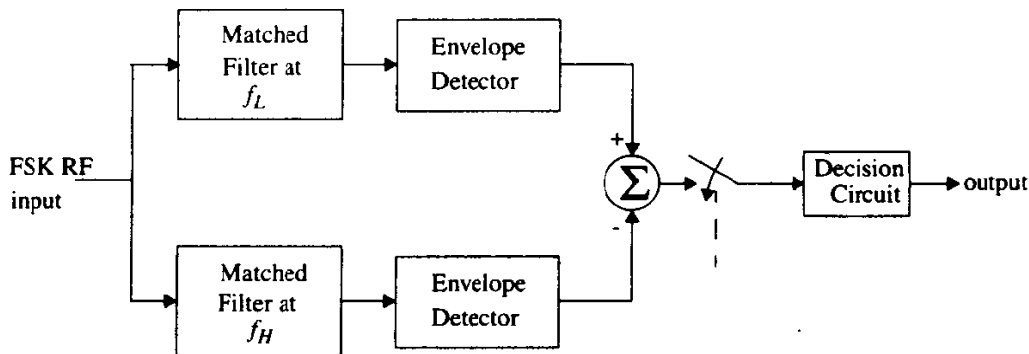 Matched
Filter at
f_L
Envelope
Detector
+
FSK RF
input
Σ
Decision
Circuit
output
-
Matched
Filter at
f_H
Envelope
Detector